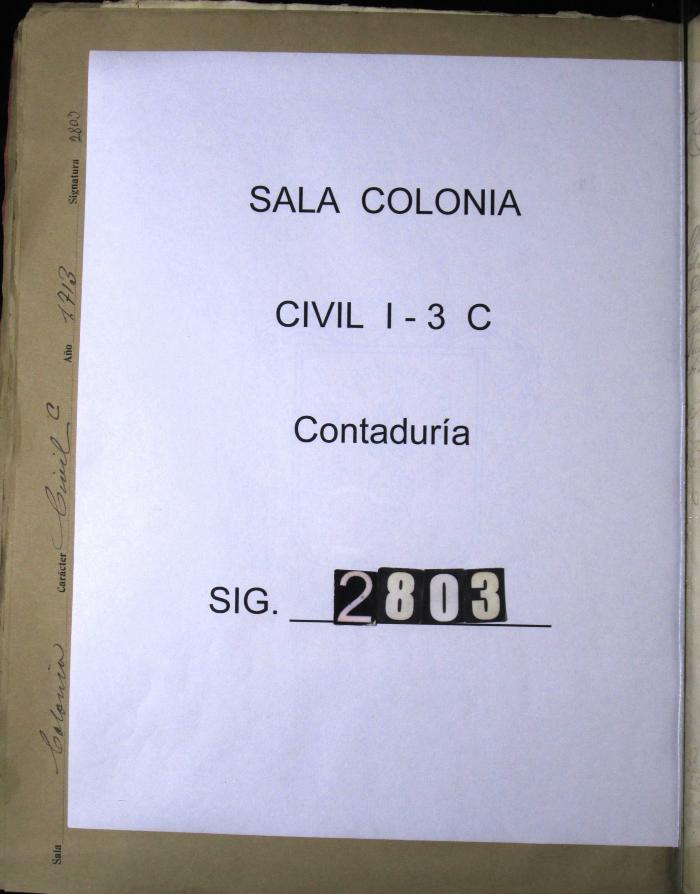 SALA COLONIA
CIVIL I - 3 C
Contaduría
SIG. 2803
Sala Colonia Carácter Civil C Año 1713 Signatura 2803